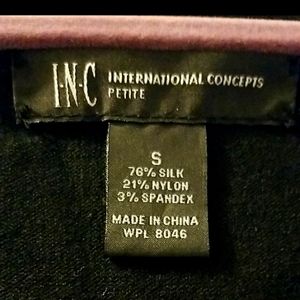 I·N·C INTERNATIONAL CONCEPTS
PETITE
S
76% SILK
21% NYLON
3% SPANDEX
MADE IN CHINA
WPL 8046